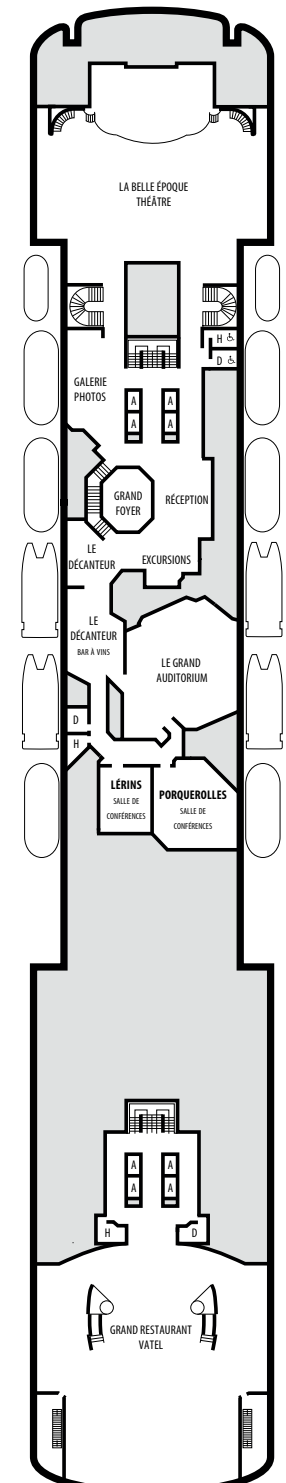 LA BELLE ÉPOQUE
THÉÂTRE
H
D
GALERIE
PHOTOS
A A
A A
GRAND
FOYER
RÉCEPTION
LE
DÉCANTEUR
EXCURSIONS
LE
DÉCANTEUR
BAR À VINS
LE GRAND
AUDITORIUM
D
H
LÉRINS
SALLE DE
CONFÉRENCES
PORQUEROLLES
SALLE DE
CONFÉRENCES
A A
A A
H D
GRAND RESTAURANT
VATEL